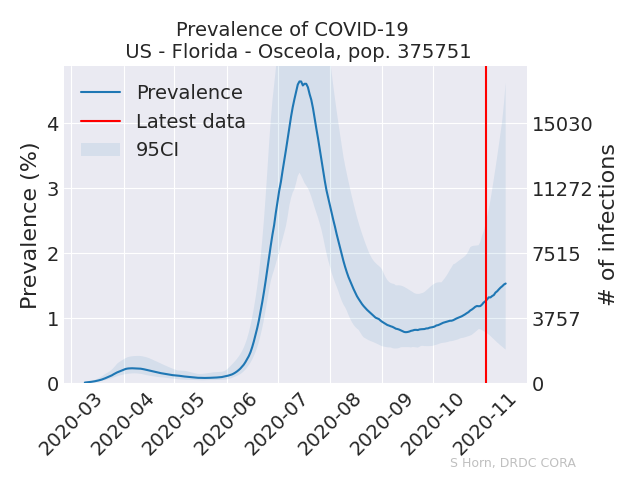 Prevalence of COVID-19
US - Florida - Osceola, pop. 375751
Prevalence
Latest data
95CI
Prevalence (%)
4
3
2
1
0
15030
11272
7515
3757
0
# of infections
2020-03
2020-04
2020-05
2020-06
2020-07
2020-08
2020-09
2020-10
2020-11
S Horn, DRDC CORA